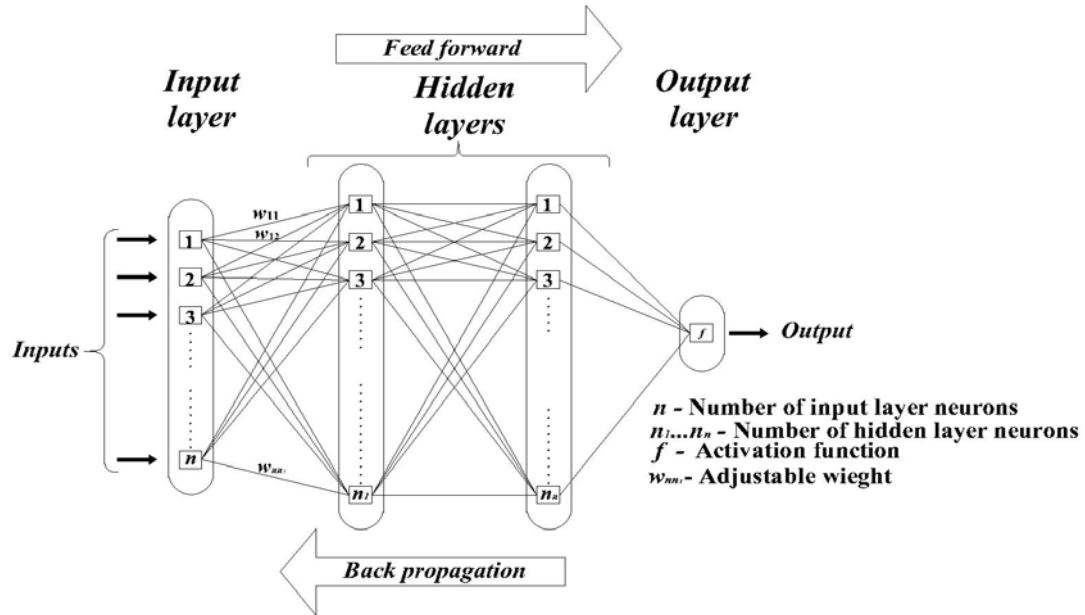 Feed forward
Input
layer
Hidden
layers
Output
layer
w11
w12
1
2
3
n
Inputs
wnn1
1
2
3
n1
1
2
3
nn
f
Output
n - Number of input layer neurons
n1...nn - Number of hidden layer neurons
f - Activation function
wnn1 - Adjustable wieght
Back propagation